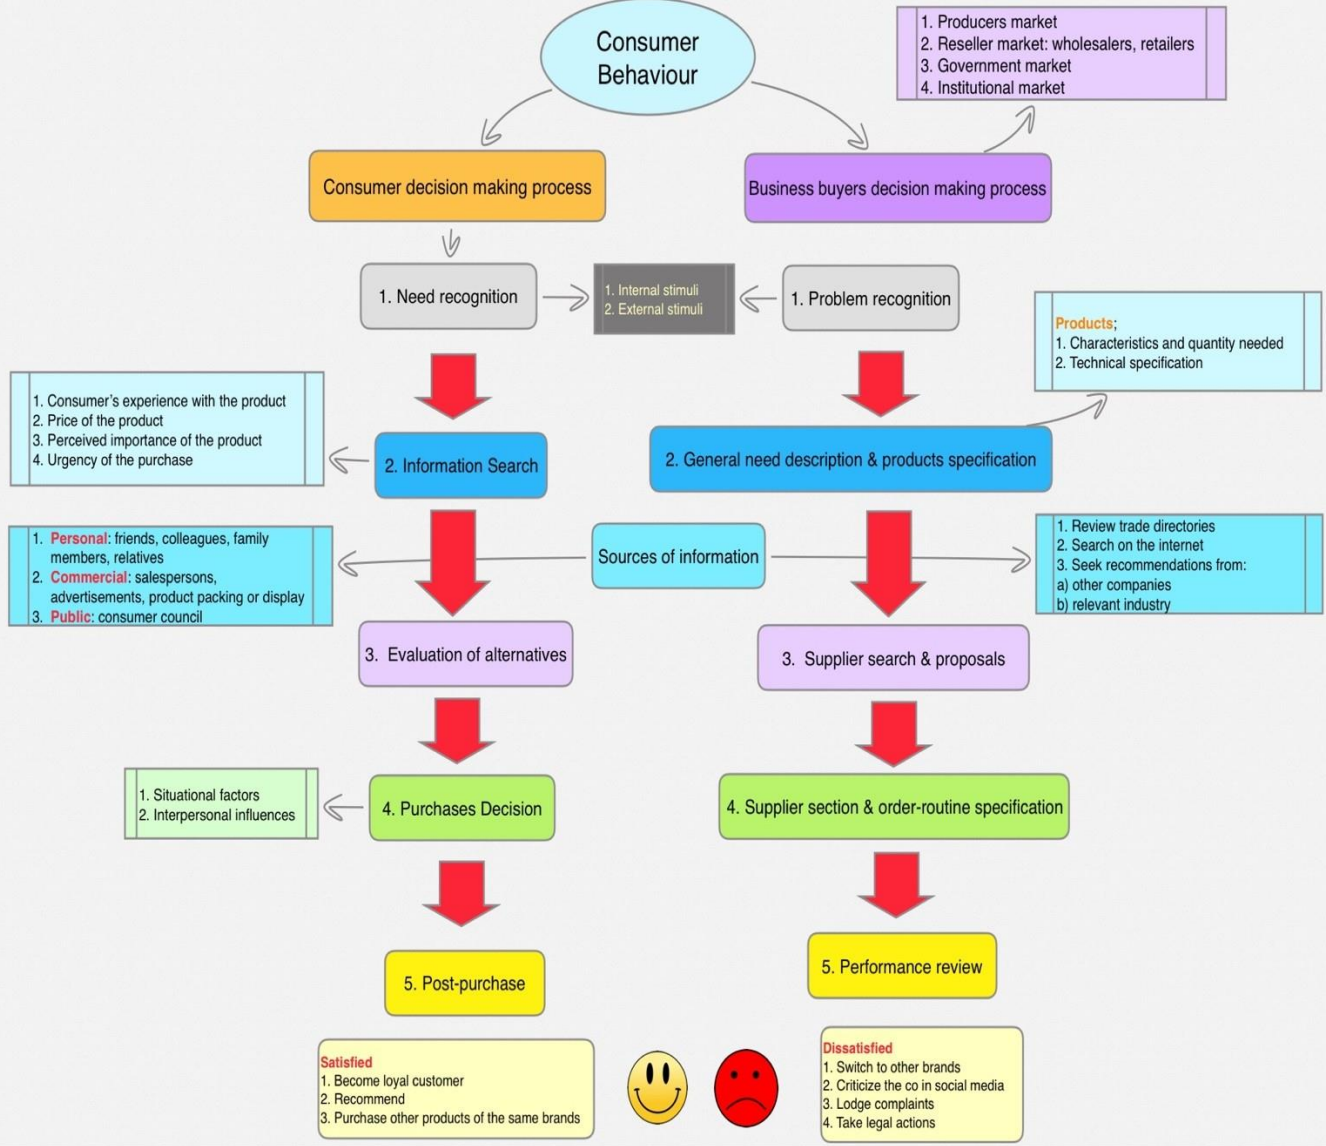 Consumer
Behaviour
1. Producers market
2. Reseller market: wholesalers, retailers
3. Government market
4. Institutional market
Consumer decision making process
Business buyers decision making process
1. Need recognition
1. Internal stimuli
2. External stimuli
1. Problem recognition
Products;
1. Characteristics and quantity needed
2. Technical specification
1. Consumer's experience with the product
2. Price of the product
3. Perceived importance of the product
4. Urgency of the purchase
2. Information Search
2. General need description & products specification
1. Personal: friends, colleagues, family
members, relatives
2. Commercial: salespersons,
advertisements, product packing or display
3. Public: consumer council
Sources of information
1. Review trade directories
2. Search on the internet
3. Seek recommendations from:
a) other companies
b) relevant industry
3. Evaluation of alternatives
3. Supplier search & proposals
1. Situational factors
2. Interpersonal influences
4. Purchases Decision
4. Supplier section & order-routine specification
5. Post-purchase
5. Performance review
Satisfied
1. Become loyal customer
2. Recommend
3. Purchase other products of the same brands
Dissatisfied
1. Switch to other brands
2. Criticize the co in social media
3. Lodge complaints
4. Take legal actions